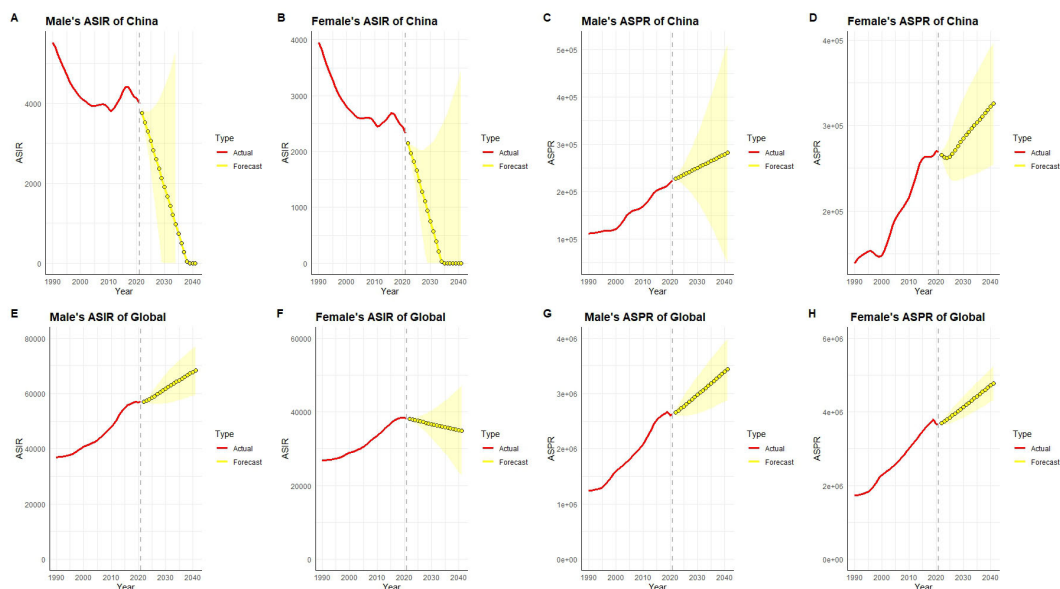 A Male's ASIR of China
ASIR
4000
2000
0
1990 2000 2010 2020 2030 2040
Year
Type
Actual
Forecast
B Female's ASIR of China
ASIR
4000
3000
2000
1000
0
1990 2000 2010 2020 2030 2040
Year
Type
Actual
Forecast
C Male's ASPR of China
ASPR
5e+05
4e+05
3e+05
2e+05
1e+05
1990 2000 2010 2020 2030 2040
Year
Type
Actual
Forecast
D Female's ASPR of China
ASPR
4e+05
3e+05
2e+05
1990 2000 2010 2020 2030 2040
Year
Type
Actual
Forecast
E Male's ASIR of Global
ASIR
80000
60000
40000
20000
0
1990 2000 2010 2020 2030 2040
Year
Type
Actual
Forecast
F Female's ASIR of Global
ASIR
80000
60000
40000
20000
0
1990 2000 2010 2020 2030 2040
Year
Type
Actual
Forecast
G Male's ASPR of Global
ASPR
4e+06
3e+06
2e+06
1e+06
0e+00
1990 2000 2010 2020 2030 2040
Year
Type
Actual
Forecast
H Female's ASPR of Global
ASPR
6e+06
4e+06
2e+06
0e+00
1990 2000 2010 2020 2030 2040
Year
Type
Actual
Forecast